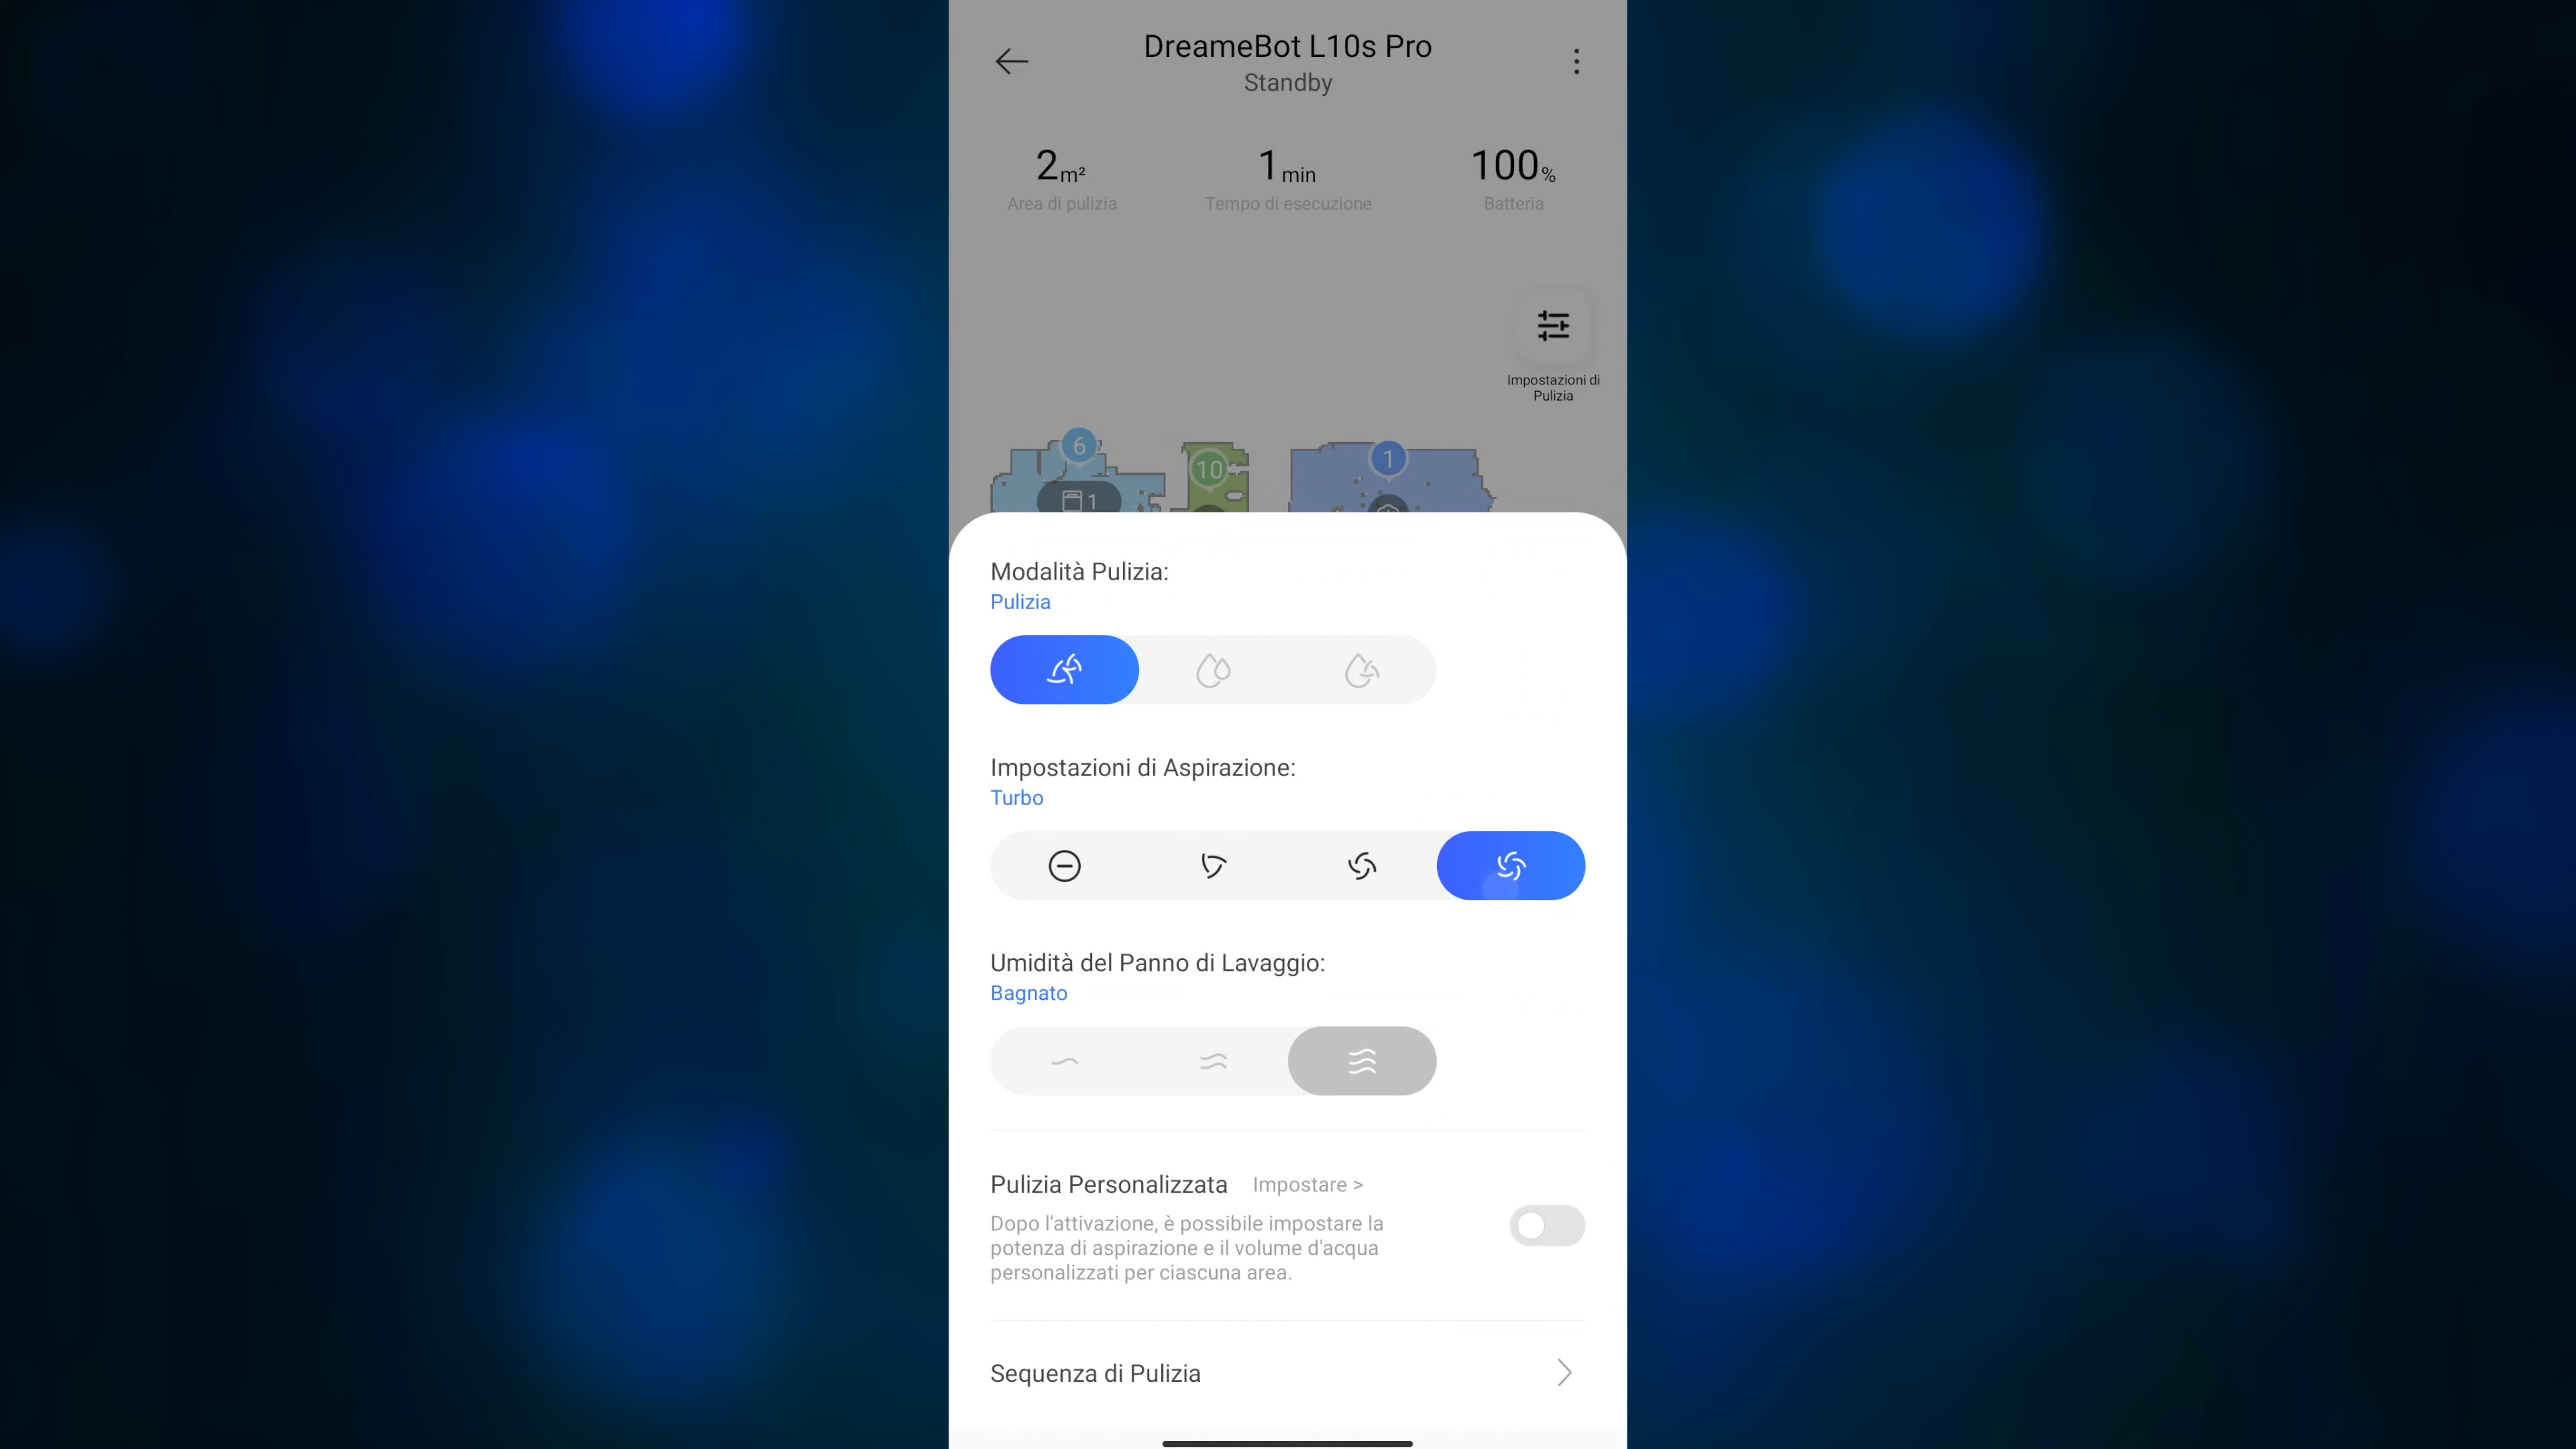 DreameBot L10s Pro
Standby
2 m²
1 min
100 %
Area di pulizia
Tempo di esecuzione
Batteria
Impostazioni di
Pulizia
6
10
1
1
Modalità Pulizia:
Pulizia
Impostazioni di Aspirazione:
Turbo
Umidità del Panno di Lavaggio:
Bagnato
Pulizia Personalizzata Impostare >
Dopo l'attivazione, è possibile impostare la
potenza di aspirazione e il volume d'acqua
personalizzati per ciascuna area.
Sequenza di Pulizia